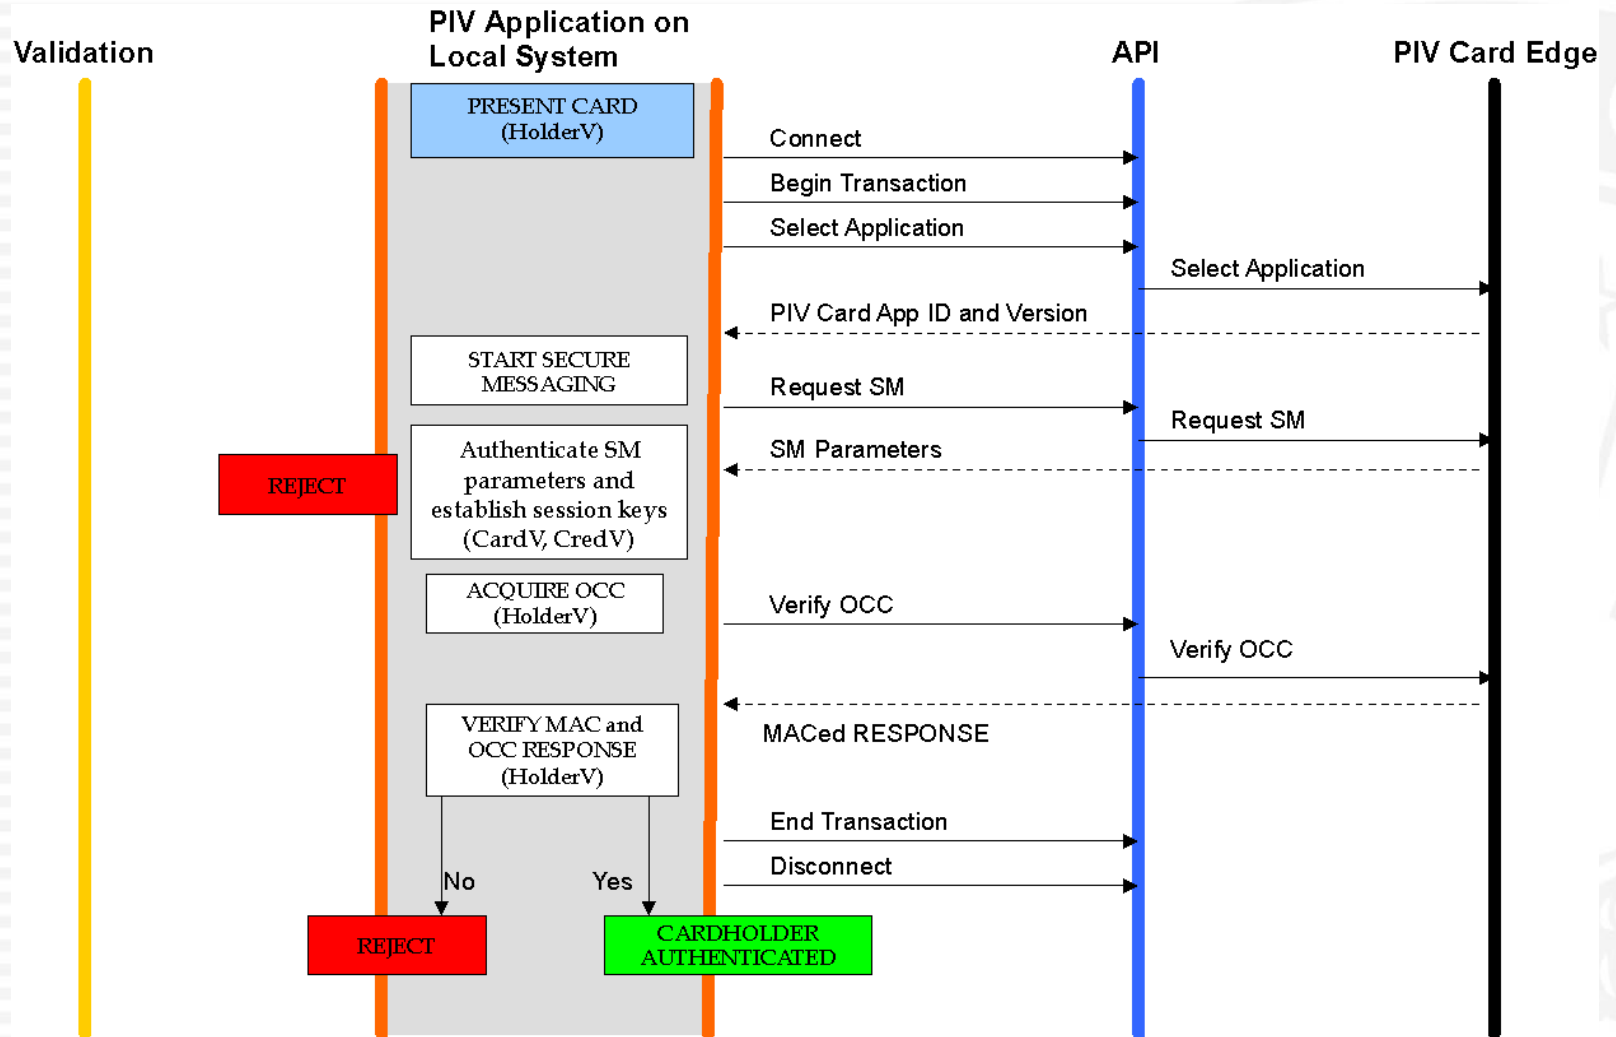 Validation
PIV Application on
Local System
API
PIV Card Edge
PRESENT CARD
(HolderV)
Connect
Begin Transaction
Select Application
Select Application
PIV Card App ID and Version
START SECURE
MESSAGING
Request SM
Request SM
Authenticate SM
parameters and
establish session keys
(CardV, CredV)
SM Parameters
REJECT
ACQUIRE OCC
(HolderV)
Verify OCC
Verify OCC
VERIFY MAC and
OCC RESPONSE
(HolderV)
MACed RESPONSE
End Transaction
Disconnect
No
Yes
REJECT
CARDHOLDER
AUTHENTICATED